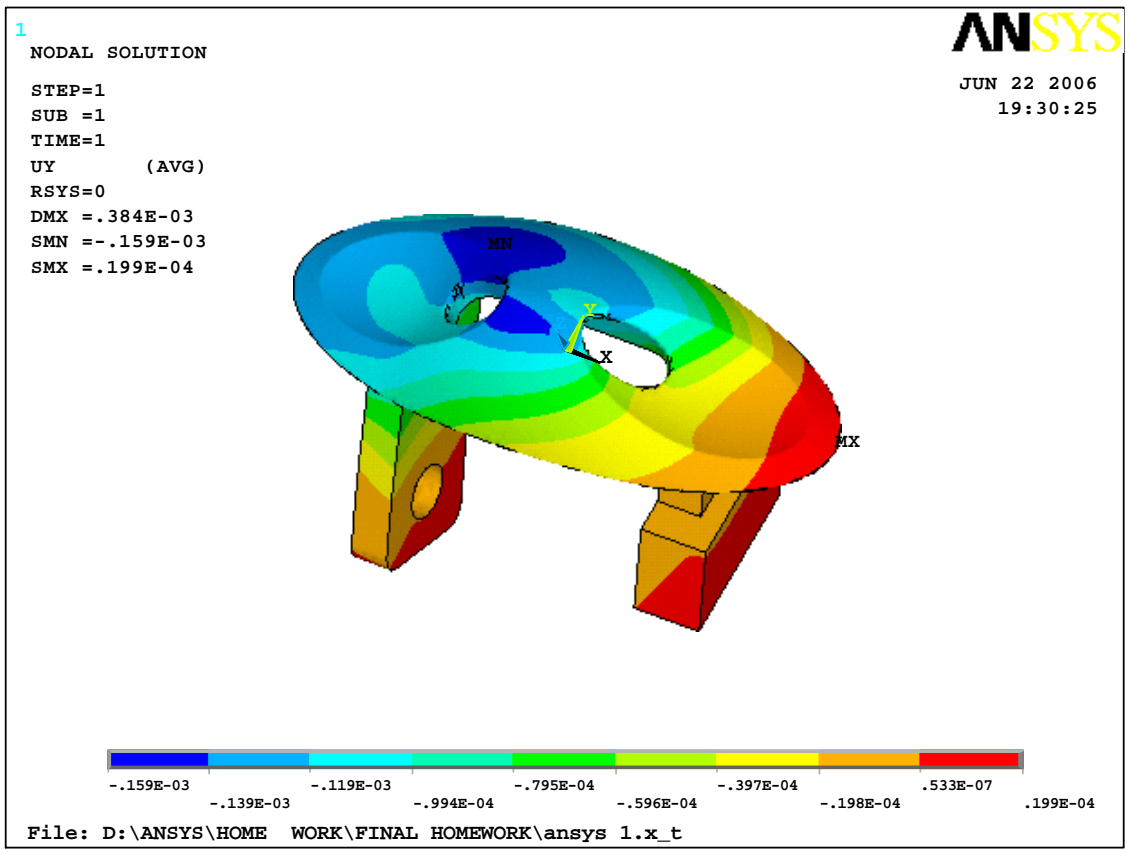 1
ANSYS
NODAL SOLUTION
JUN 22 2006
19:30:25
STEP=1
SUB =1
TIME=1
UY (AVG)
RSYS=0
DMX =.384E-03
SMN =-.159E-03
SMX =.199E-04
MN
Y
X
MX
-.159E-03 -.119E-03 -.795E-04 -.397E-04 .533E-07
-.139E-03 -.994E-04 -.596E-04 -.198E-04 .199E-04
File: D:\ANSYS\HOME WORK\FINAL HOMEWORK\ansys 1.x_t